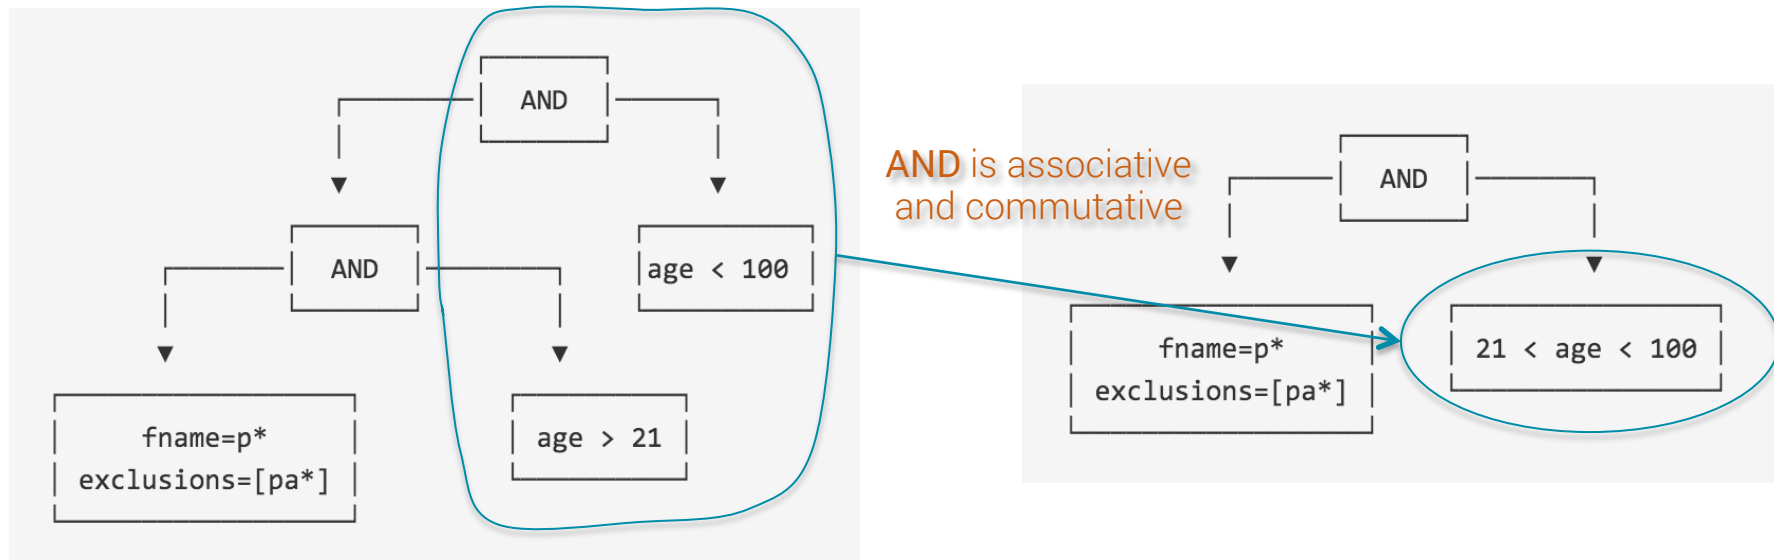 AND
AND
age < 100
fname=p*
exclusions=[pa*]
age > 21
AND is associative
and commutative
AND
fname=p*
exclusions=[pa*]
21 < age < 100